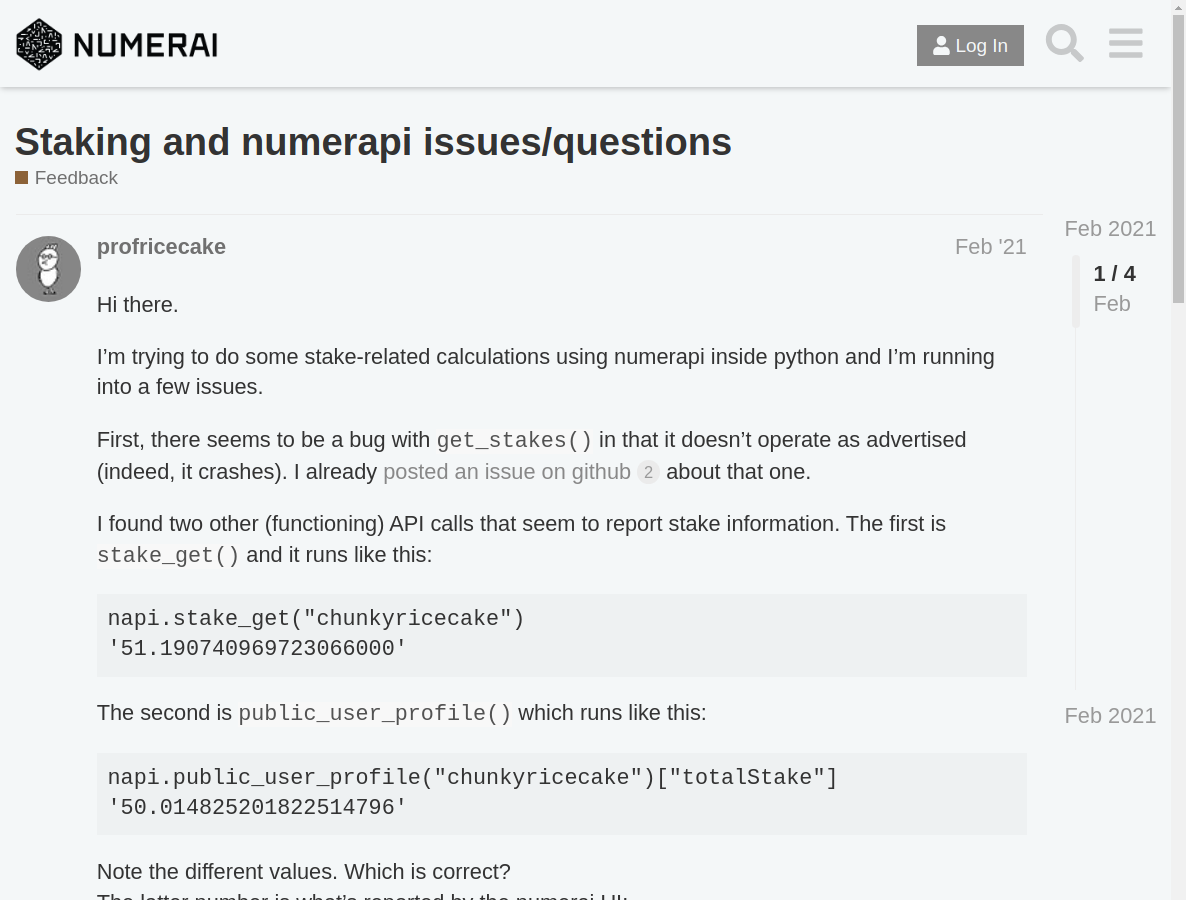 NUMERAI
Log In
Staking and numerapi issues/questions
Feedback
profricecake
Feb '21
Hi there.
I’m trying to do some stake-related calculations using numerapi inside python and I’m running
into a few issues.
First, there seems to be a bug with get_stakes() in that it doesn’t operate as advertised
(indeed, it crashes). I already posted an issue on github 2 about that one.
I found two other (functioning) API calls that seem to report stake information. The first is
stake_get() and it runs like this:
napi.stake_get("chunkyricecake")
'51.190740969723066000'
The second is public_user_profile() which runs like this:
napi.public_user_profile("chunkyricecake")["totalStake"]
'50.014825201822514796'
Note the different values. Which is correct?
The latter number is what’s reported by the numerai UI:
Feb 2021
1 / 4
Feb
Feb 2021